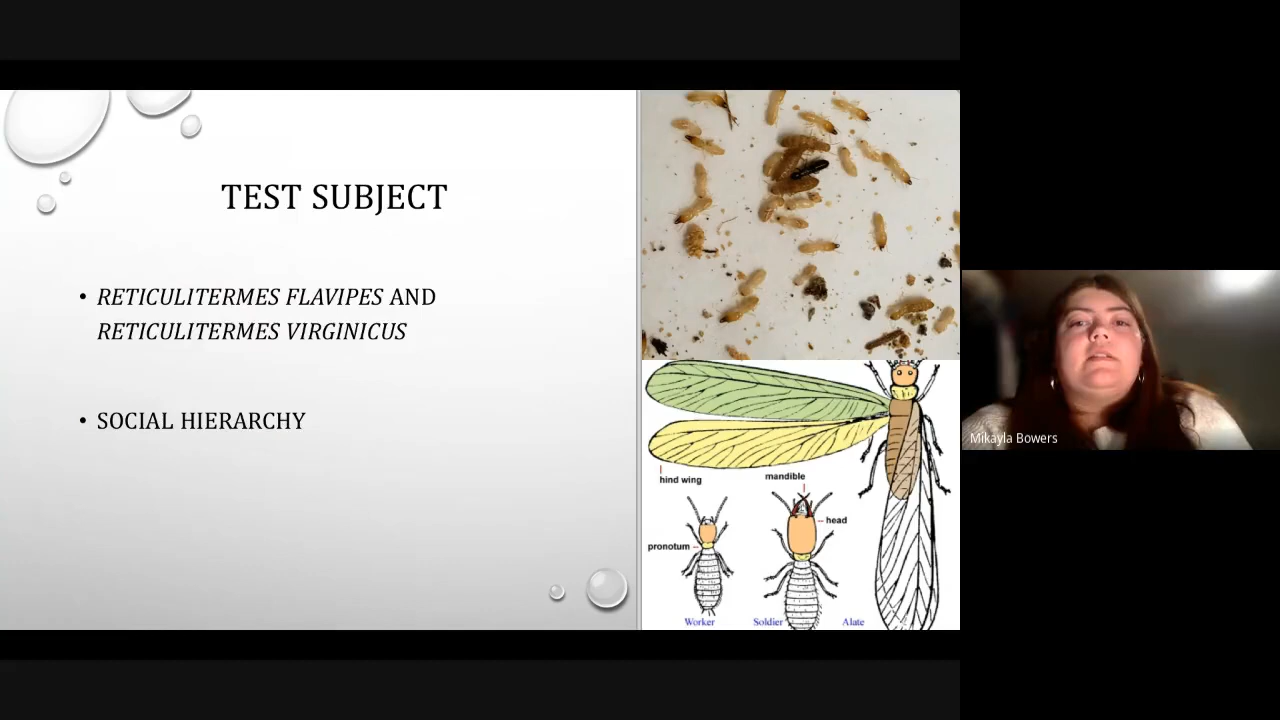 TEST SUBJECT
• RETICULITERMES FLAVIPES AND
RETICULITERMES VIRGINICUS
• SOCIAL HIERARCHY
hind wing
mandible
head
pronotum
Worker
Soldier
Alate
Mikayla Bowers